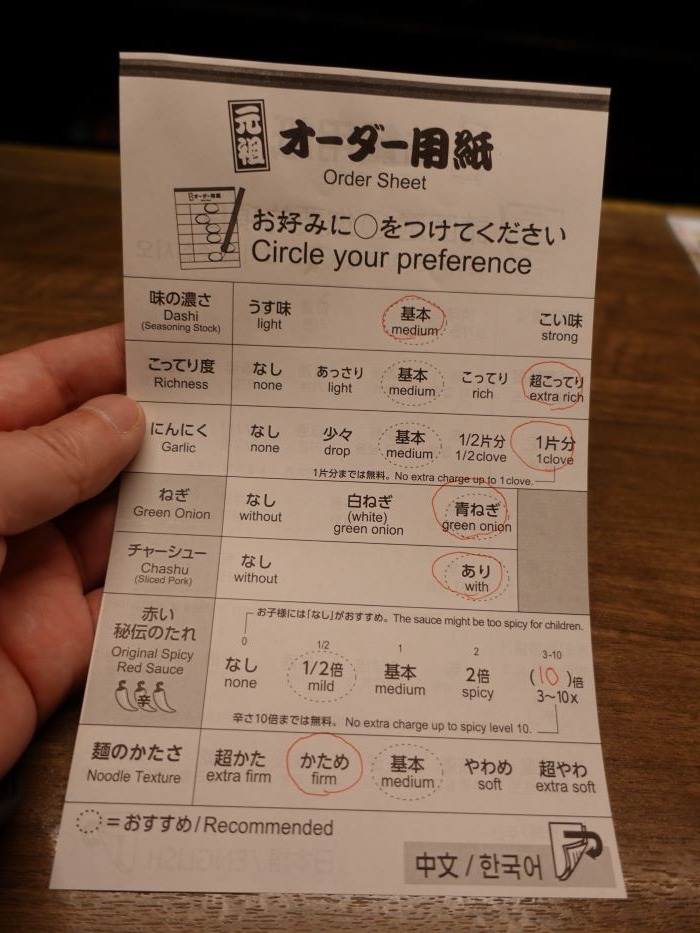 元祖
オーダー用紙
Order Sheet
お好みに〇をつけてください
Circle your preference
味の濃さ
Dashi
(Seasoning Stock)
うす味
light
基本
medium
こい味
strong
こってり度
Richness
なし
none
あっさり
light
基本
medium
こってり
rich
超こってり
extra rich
にんにく
Garlic
なし
none
少々
drop
基本
medium
1/2片分
1/2clove
1片分
1clove
1片分までは無料。No extra charge up to 1clove.
ねぎ
Green Onion
なし
without
白ねぎ
(white)
green onion
青ねぎ
green onion
チャーシュー
Chashu
(Sliced Pork)
なし
without
あり
with
赤い
秘伝のたれ
Original Spicy
Red Sauce
辛
お子様には「なし」がおすすめ。The sauce might be too spicy for children.
0
なし
none
1/2
1/2倍
mild
1
基本
medium
2
2倍
spicy
3-10
(10)倍
3〜10x
辛さ10倍までは無料。No extra charge up to spicy level 10.
麺のかたさ
Noodle Texture
超かた
extra firm
かため
firm
基本
medium
やわめ
soft
超やわ
extra soft
=おすすめ/Recommended
中文/한국어